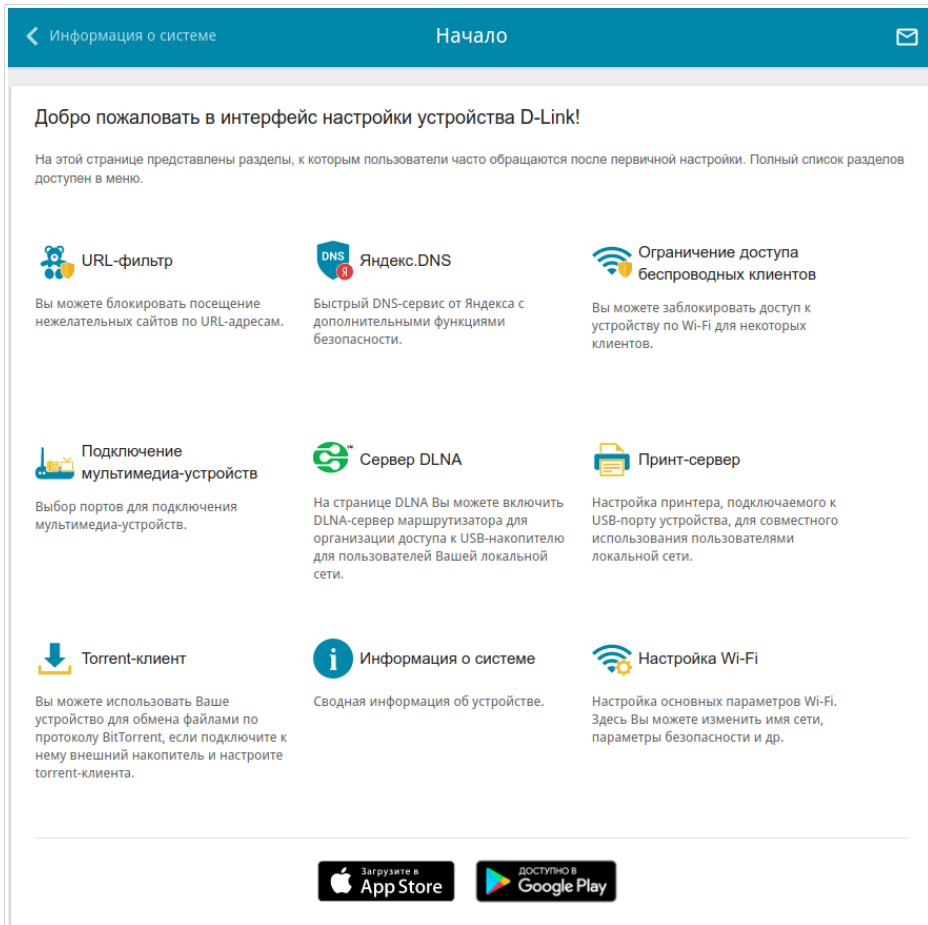 Информация о системе
Начало
Добро пожаловать в интерфейс настройки устройства D-Link!
На этой странице представлены разделы, к которым пользователи часто обращаются после первичной настройки. Полный список разделов
доступен в меню.
URL-фильтр
Вы можете блокировать посещение
нежелательных сайтов по URL-адресам.
DNS
Я
Яндекс.DNS
Быстрый DNS-сервис от Яндекса с
дополнительными функциями
безопасности.
Ограничение доступа
беспроводных клиентов
Вы можете заблокировать доступ к
устройству по Wi-Fi для некоторых
клиентов.
Подключение
мультимедиа-устройств
Выбор портов для подключения
мультимедиа-устройств.
Сервер DLNA
На странице DLNA Вы можете включить
DLNA-сервер маршрутизатора для
организации доступа к USB-накопителю
для пользователей Вашей локальной
сети.
Принт-сервер
Настройка принтера, подключаемого к
USB-порту устройства, для совместного
использования пользователями
локальной сети.
Torrent-клиент
Вы можете использовать Ваше
устройство для обмена файлами по
протоколу BitTorrent, если подключите к
нему внешний накопитель и настроите
torrent-клиента.
Информация о системе
Сводная информация об устройстве.
Настройка Wi-Fi
Настройка основных параметров Wi-Fi.
Здесь Вы можете изменить имя сети,
параметры безопасности и др.
Загрузите в
App Store
ДОСТУПНО В
Google Play